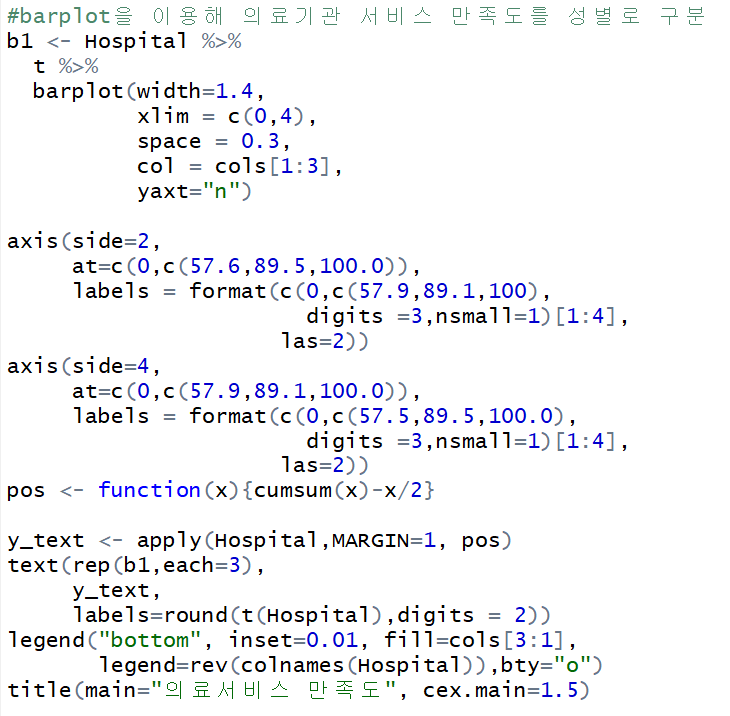 #barplot을 이용해 의료기관 서비스 만족도를 성별로 구분
b1 <- Hospital %>%
  t %>%
  barplot(width=1.4,
          xlim = c(0,4),
          space = 0.3,
          col = cols[1:3],
          yaxt="n")

axis(side=2,
     at=c(0,c(57.6,89.5,100.0)),
     labels = format(c(0,c(57.9,89.1,100),
                       digits =3,nsmall=1)[1:4],
                     las=2))
axis(side=4,
     at=c(0,c(57.9,89.1,100.0)),
     labels = format(c(0,c(57.5,89.5,100.0),
                       digits =3,nsmall=1)[1:4],
                     las=2))
pos <- function(x){cumsum(x)-x/2}

y_text <- apply(Hospital,MARGIN=1, pos)
text(rep(b1,each=3),
     y_text,
     labels=round(t(Hospital),digits = 2))
legend("bottom", inset=0.01, fill=cols[3:1],
       legend=rev(colnames(Hospital)),bty="o")
title(main="의료서비스 만족도", cex.main=1.5)